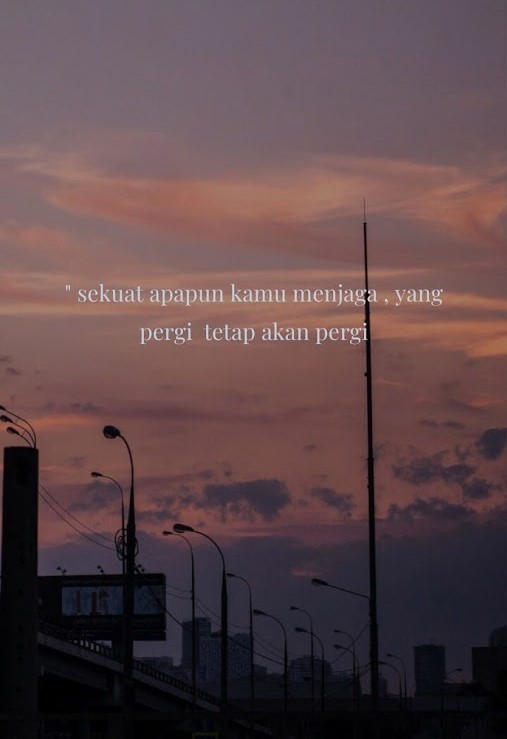 " sekuat apapun kamu menjaga , yang
pergi  tetap akan pergi